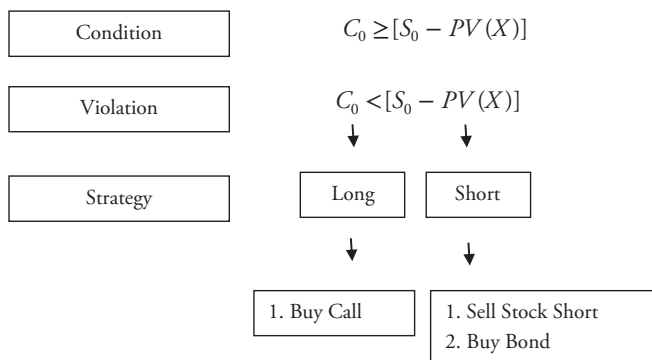 Condition
C₀ ≥ [S₀ – PV(X)]
Violation
C₀ < [S₀ – PV(X)]
Strategy
Long
Short
1. Buy Call
1. Sell Stock Short
2. Buy Bond